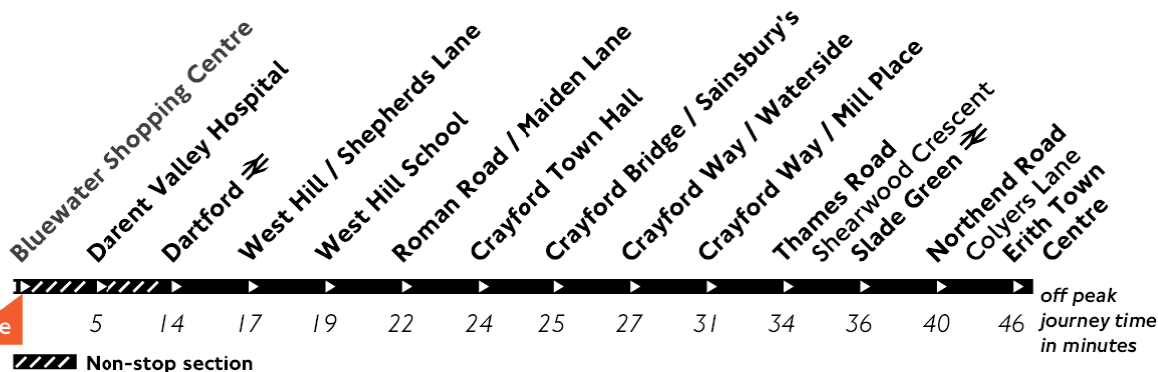 Bluewater Shopping Centre
Darent Valley Hospital
Dartford
West Hill / Shepherds Lane
West Hill School
Roman Road / Maiden Lane
Crayford Town Hall
Crayford Bridge / Sainsbury's
Crayford Way / Waterside
Crayford Way / Mill Place
Thames Road
Shearwood Crescent
Slade Green
Northend Road
Colyers Lane
Erith Town
Centre
e 5 14 17 19 22 24 25 27 31 34 36 40 46
off peak
journey time
in minutes
Non-stop section